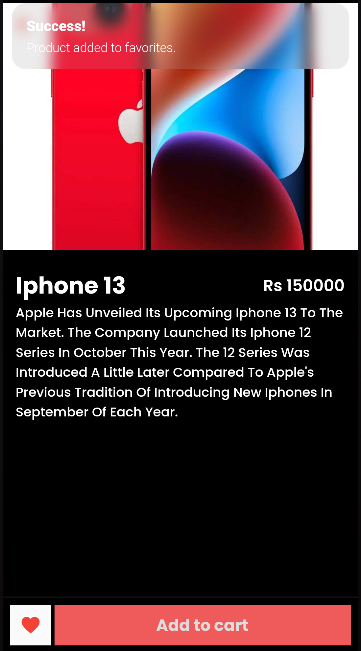 Success!
Product added to favorites.
Iphone 13
Rs 150000
Apple Has Unveiled Its Upcoming Iphone 13 To The
Market. The Company Launched Its Iphone 12
Series In October This Year. The 12 Series Was
Introduced A Little Later Compared To Apple's
Previous Tradition Of Introducing New Iphones In
September Of Each Year.
Add to cart